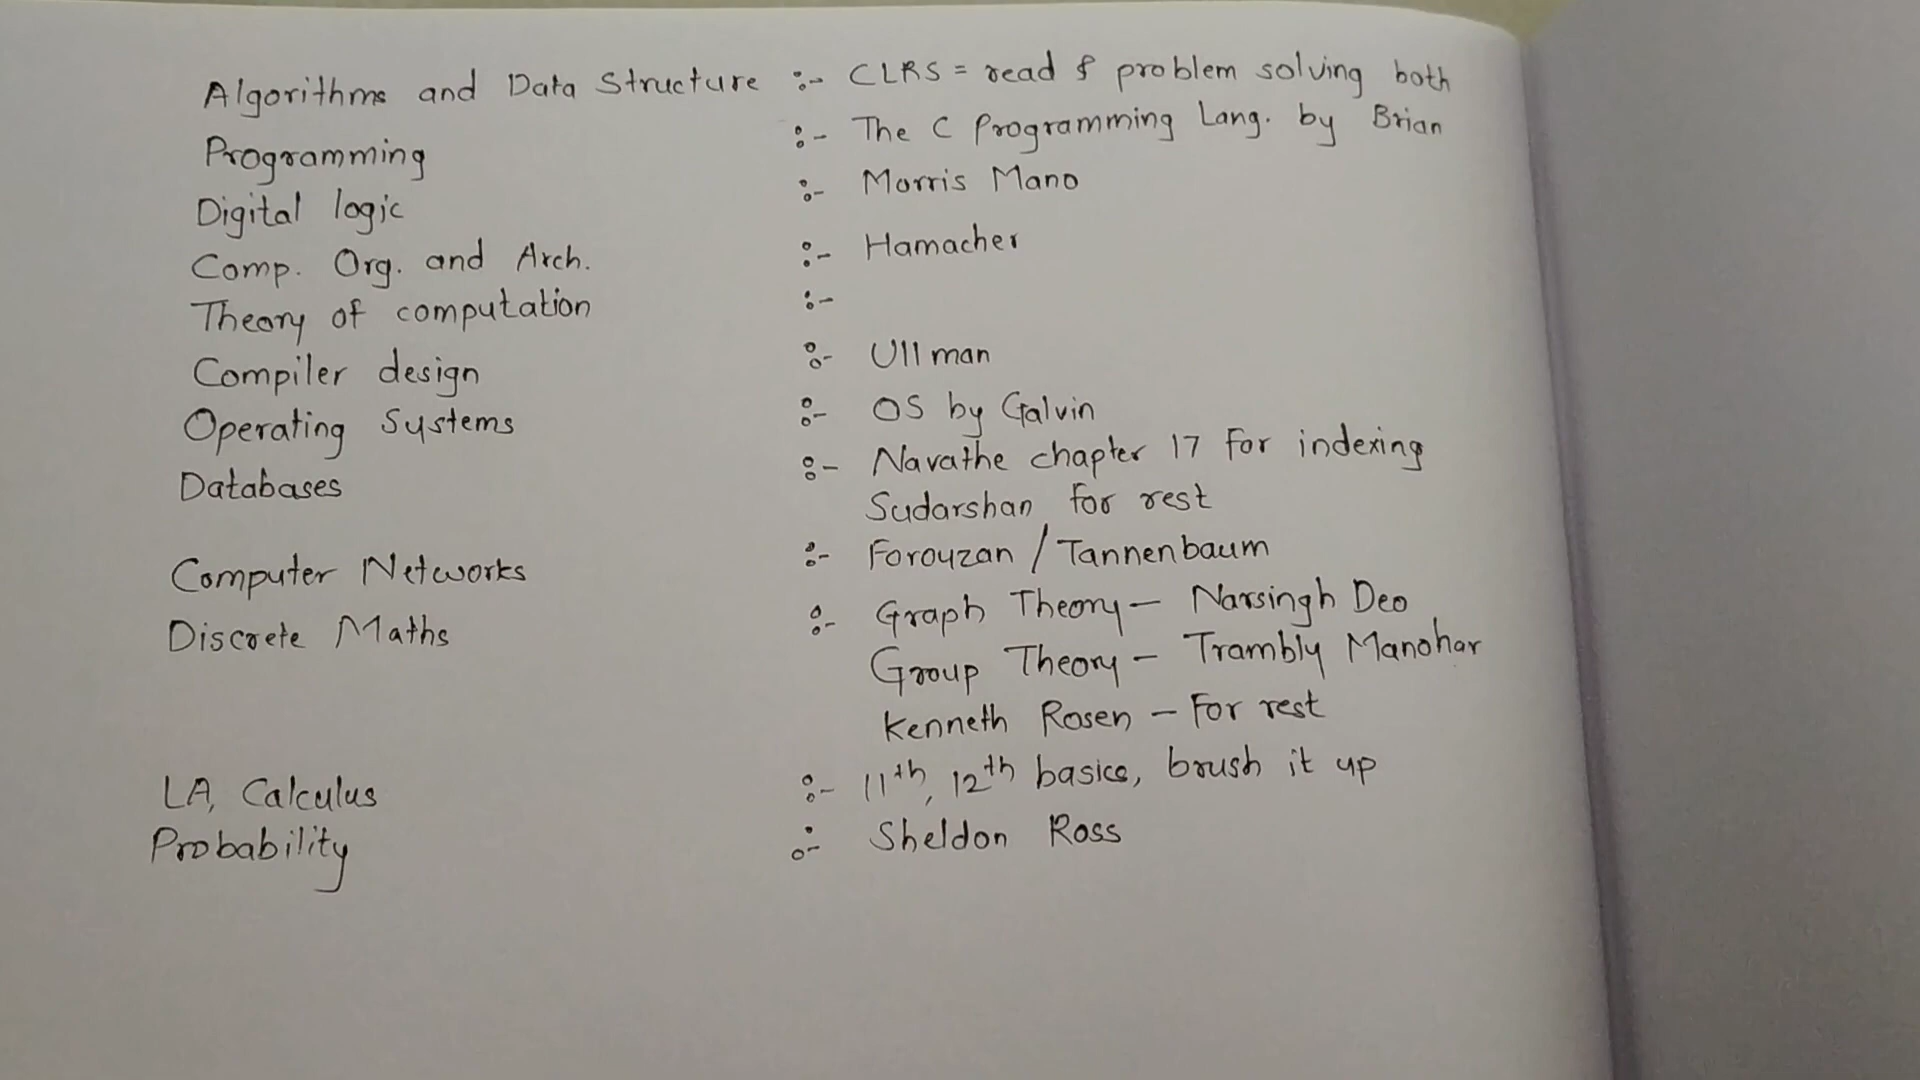 Algorithms and Data Structure :- CLRS = read & problem solving both
Programming :- The C Programming Lang. by Brian
Digital logic :- Morris Mano
Comp. Org. and Arch. :- Hamacher
Theory of computation :-
Compiler design :- Ullman
Operating Systems :- OS by Galvin
Databases :- Navathe chapter 17 for indexing
Sudarshan for rest
Computer Networks :- Forouzan / Tannenbaum
Discrete Maths :- Graph Theory - Narsingh Deo
Group Theory - Trambly Manohar
Kenneth Rosen - For rest
LA, Calculus :- 11th, 12th basics, brush it up
Probability :- Sheldon Ross